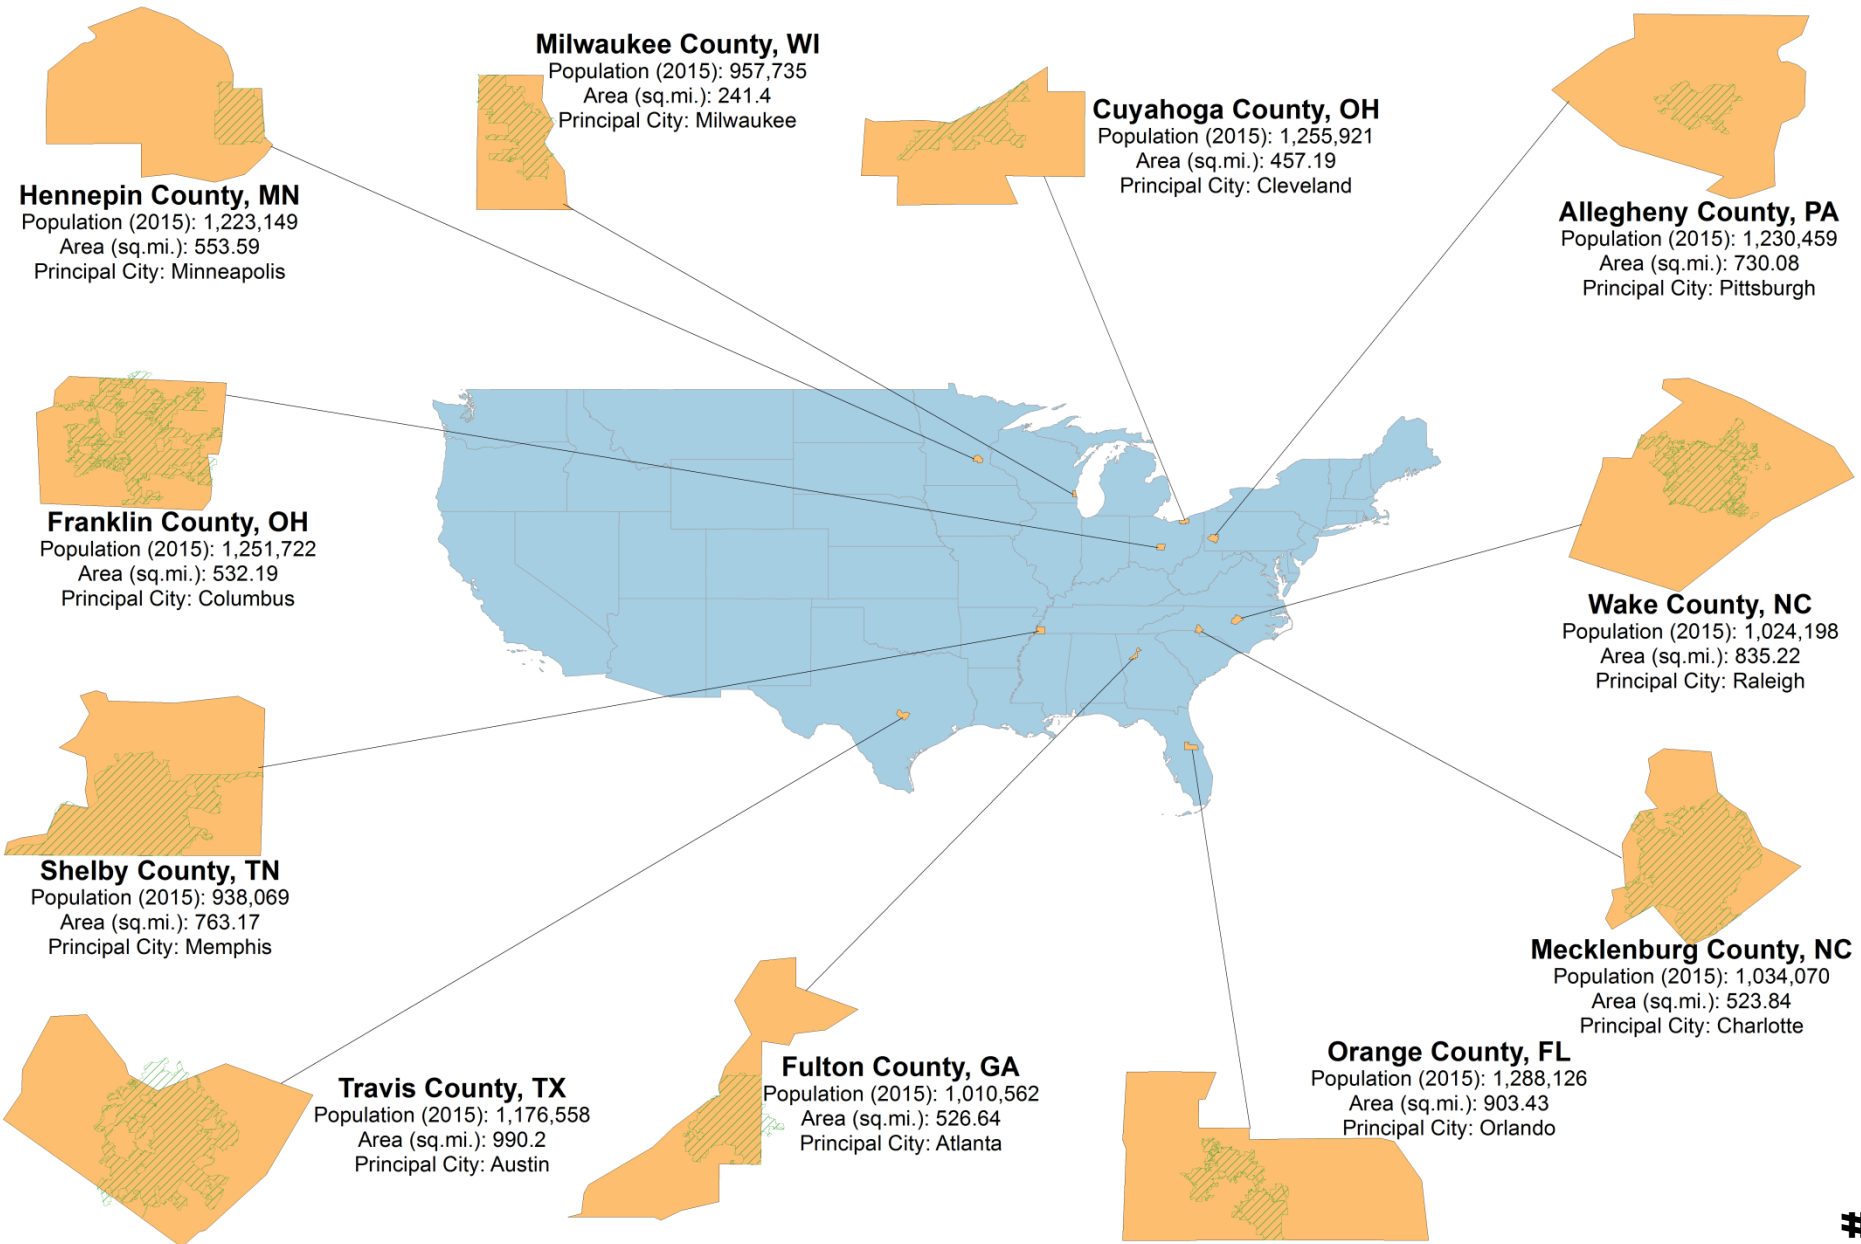 Milwaukee County, WI
Population (2015): 957,735
Area (sq.mi.): 241.4
Principal City: Milwaukee
Cuyahoga County, OH
Population (2015): 1,255,921
Area (sq.mi.): 457.19
Principal City: Cleveland
Hennepin County, MN
Population (2015): 1,223,149
Area (sq.mi.): 553.59
Principal City: Minneapolis
Allegheny County, PA
Population (2015): 1,230,459
Area (sq.mi.): 730.08
Principal City: Pittsburgh
Franklin County, OH
Population (2015): 1,251,722
Area (sq.mi.): 532.19
Principal City: Columbus
Wake County, NC
Population (2015): 1,024,198
Area (sq.mi.): 835.22
Principal City: Raleigh
Shelby County, TN
Population (2015): 938,069
Area (sq.mi.): 763.17
Principal City: Memphis
Mecklenburg County, NC
Population (2015): 1,034,070
Area (sq.mi.): 523.84
Principal City: Charlotte
Travis County, TX
Population (2015): 1,176,558
Area (sq.mi.): 990.2
Principal City: Austin
Fulton County, GA
Population (2015): 1,010,562
Area (sq.mi.): 526.64
Principal City: Atlanta
Orange County, FL
Population (2015): 1,288,126
Area (sq.mi.): 903.43
Principal City: Orlando
#